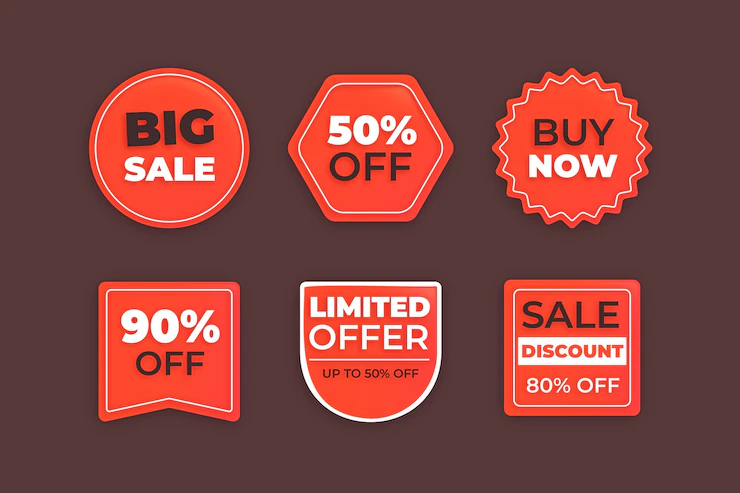 BIG
SALE
50%
OFF
BUY
NOW
90%
OFF
LIMITED
OFFER
UP TO 50% OFF
SALE
DISCOUNT
80% OFF